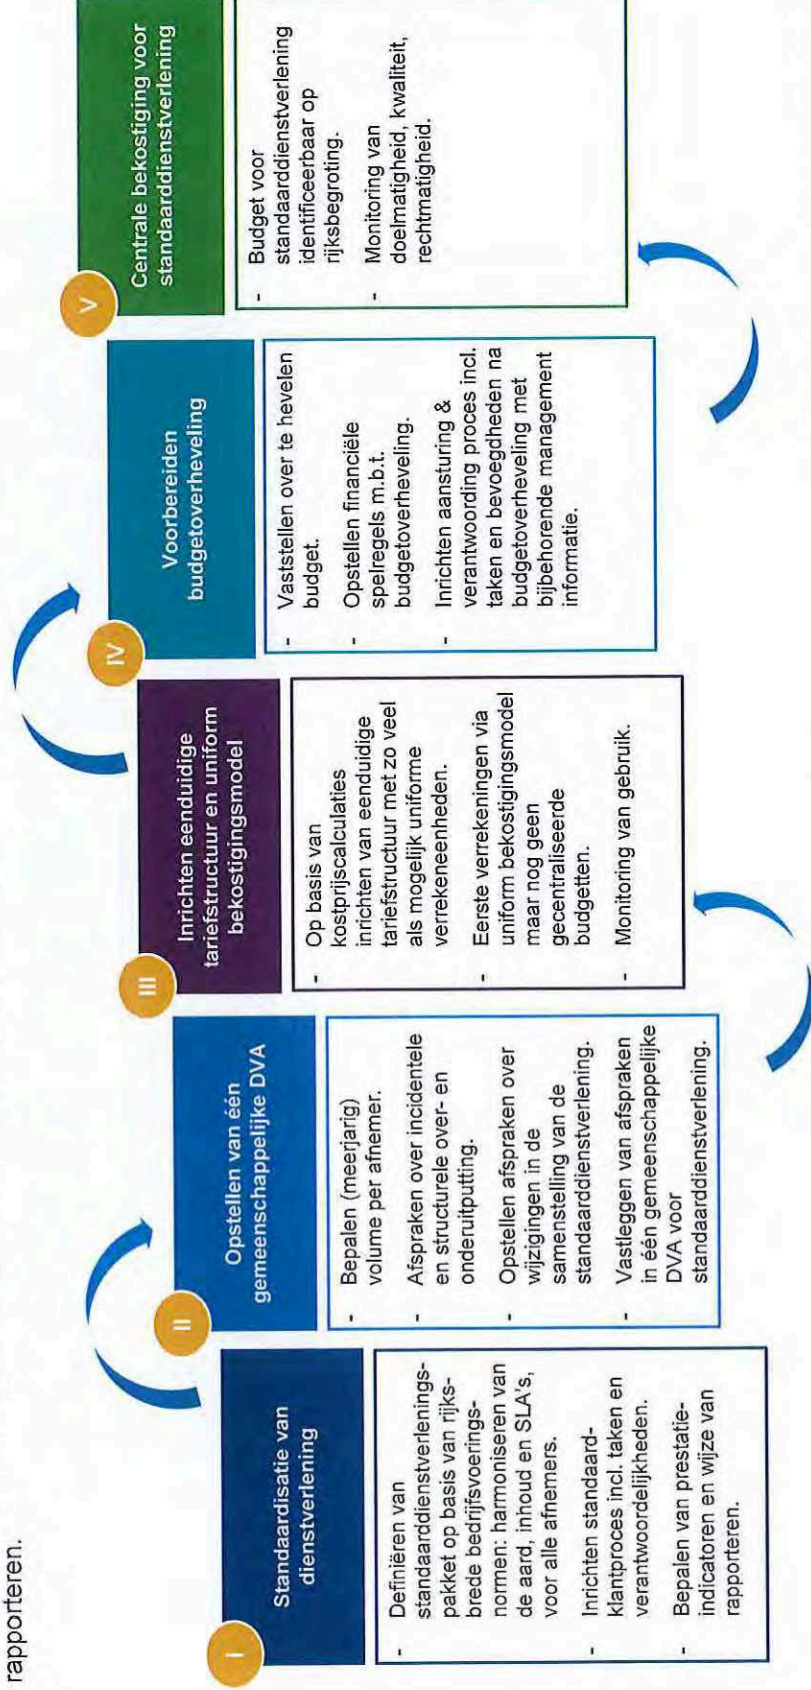 rapporteren.
I
Standaardisatie van
dienstverlening
- Definiëren van
standaarddienstverlenings-
pakket op basis van rijks-
brede bedrijfsvoerings-
normen: harmoniseren van
de aard, inhoud en SLA's,
voor alle afnemers.
- Inrichten standaard-
klantproces incl. taken en
verantwoordelijkheden.
- Bepalen van prestatie-
indicatoren en wijze van
rapporteren.
II
Opstellen van één
gemeenschappelijke DVA
- Bepalen (meerjarig)
volume per afnemer.
- Afspraken over incidentele
en structurele over- en
onderuitputting.
- Opstellen afspraken over
wijzigingen in de
samenstelling van de
standaarddienstverlening.
- Vastleggen van afspraken
in één gemeenschappelijke
DVA voor
standaarddienstverlening.
III
Inrichten eenduidige
tariefstructuur en uniform
bekostigingsmodel
- Op basis van
kostprijscalculaties
inrichten van eenduidige
tariefstructuur met zo veel
als mogelijk uniforme
verrekeneenheden.
- Eerste verrekeningen via
uniform bekostigingsmodel
maar nog geen
gecentraliseerde
budgetten.
- Monitoring van gebruik.
IV
Voorbereiden
budgetoverheveling
- Vaststellen over te hevelen
budget.
- Opstellen financiële
spelregels m.b.t.
budgetoverheveling.
- Inrichten aansturing &
verantwoording proces incl.
taken en bevoegdheden na
budgetoverheveling met
bijbehorende management
informatie.
V
Centrale bekostiging voor
standaarddienstverlening
- Budget voor
standaarddienstverlening
identificeerbaar op
rijksbegroting.
- Monitoring van
doelmatigheid, kwaliteit,
rechtmatigheid.